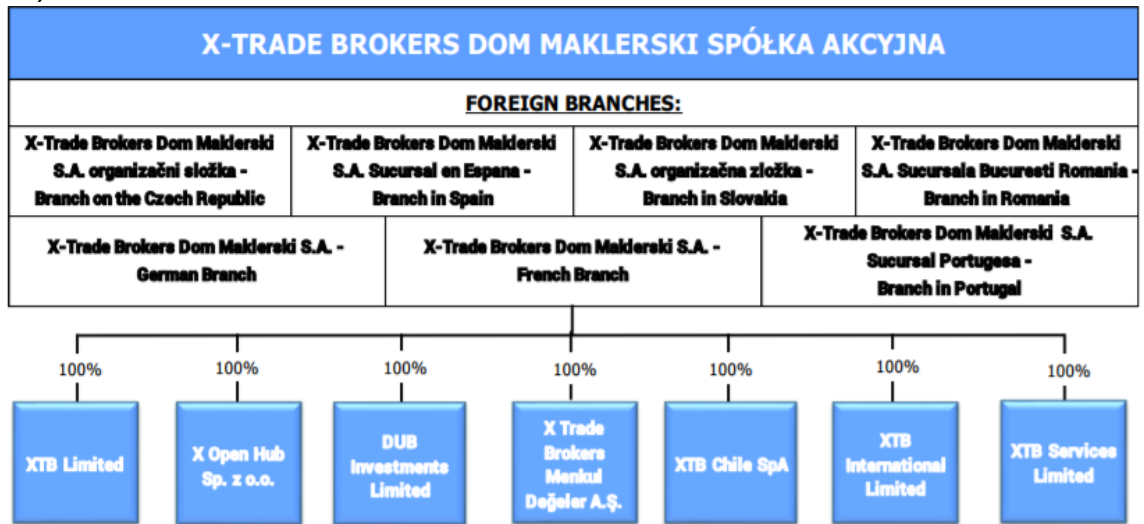 X-TRADE BROKERS DOM MAKLERSKI SPÓŁKA AKCYJNA
FOREIGN BRANCHES:
X-Trade Brokers Dom Maklerski
S.A. organizačni složka -
Branch on the Czech Republic
X-Trade Brokers Dom Maklerski
S.A. Sucursal en Espana -
Branch in Spain
X-Trade Brokers Dom Maklerski
S.A. organizačna zložka -
Branch in Slovakia
X-Trade Brokers Dom Maklerski
S.A. Sucursala Bucuresti Romania -
Branch in Romania
X-Trade Brokers Dom Maklerski S.A. -
German Branch
X-Trade Brokers Dom Maklerski S.A. -
French Branch
X-Trade Brokers Dom Maklerski S.A.
Sucursal Portugesa -
Branch in Portugal
100%
100%
100%
100%
100%
100%
100%
XTB Limited
X Open Hub
Sp. z o.o.
DUB
Investments
Limited
X Trade
Brokers
Menkul
Değeler A.Ş.
XTB Chile SpA
XTB
International
Limited
XTB Services
Limited